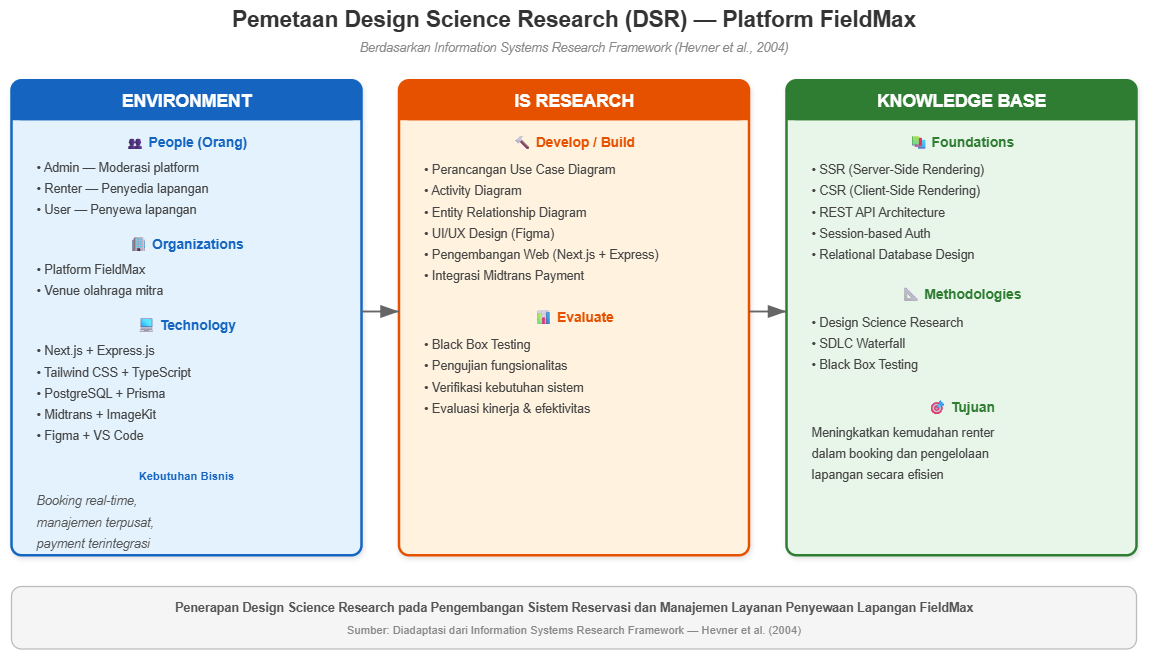 Pemetaan Design Science Research (DSR) — Platform FieldMax
Berdasarkan Information Systems Research Framework (Hevner et al., 2004)
ENVIRONMENT
People (Orang)
• Admin — Moderasi platform
• Renter — Penyedia lapangan
• User — Penyewa lapangan
Organizations
• Platform FieldMax
• Venue olahraga mitra
Technology
• Next.js + Express.js
• Tailwind CSS + TypeScript
• PostgreSQL + Prisma
• Midtrans + ImageKit
• Figma + VS Code
Kebutuhan Bisnis
Booking real-time,
manajemen terpusat,
payment terintegrasi
IS RESEARCH
Develop / Build
• Perancangan Use Case Diagram
• Activity Diagram
• Entity Relationship Diagram
• UI/UX Design (Figma)
• Pengembangan Web (Next.js + Express)
• Integrasi Midtrans Payment
Evaluate
• Black Box Testing
• Pengujian fungsionalitas
• Verifikasi kebutuhan sistem
• Evaluasi kinerja & efektivitas
KNOWLEDGE BASE
Foundations
• SSR (Server-Side Rendering)
• CSR (Client-Side Rendering)
• REST API Architecture
• Session-based Auth
• Relational Database Design
Methodologies
• Design Science Research
• SDLC Waterfall
• Black Box Testing
Tujuan
Meningkatkan kemudahan renter
dalam booking dan pengelolaan
lapangan secara efisien
Penerapan Design Science Research pada Pengembangan Sistem Reservasi dan Manajemen Layanan Penyewaan Lapangan FieldMax
Sumber: Diadaptasi dari Information Systems Research Framework — Hevner et al. (2004)